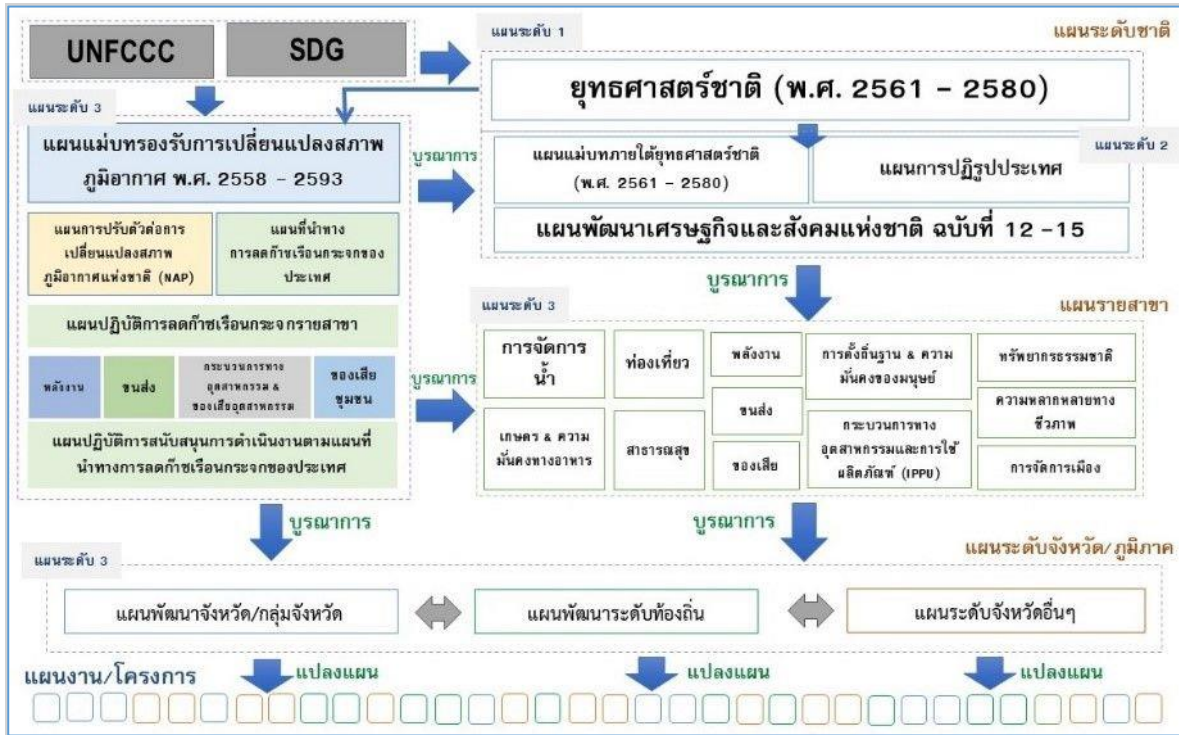 UNFCCC
SDG
แผนระดับ 1
แผนระดับชาติ
ยุทธศาสตร์ชาติ (พ.ศ. 2561 - 2580)
แผนระดับ 3
แผนแม่บทรองรับการเปลี่ยนแปลงสภาพ
ภูมิอากาศ พ.ศ. 2558 - 2593
บูรณาการ
แผนแม่บทภายใต้ยุทธศาสตร์ชาติ
(พ.ศ. 2561 - 2580)
แผนระดับ 2
แผนการปฏิรูปประเทศ
แผนพัฒนาเศรษฐกิจและสังคมแห่งชาติ ฉบับที่ 12 -15
แผนการปรับตัวต่อการ
เปลี่ยนแปลงสภาพ
ภูมิอากาศแห่งชาติ (NAP)
แผนที่นำทาง
การลดก๊าซเรือนกระจกของ
ประเทศ
บูรณาการ
แผนปฏิบัติการลดก๊าซเรือนกระจกรายสาขา
พลังงาน
ขนส่ง
กระบวนการทาง
อุตสาหกรรม &
ของเสียอุตสาหกรรม
ของเสีย
ชุมชน
บูรณาการ
แผนปฏิบัติการสนับสนุนการดำเนินงานตามแผนที่
นำทางการลดก๊าซเรือนกระจกของประเทศ
แผนระดับ 3
แผนรายสาขา
การจัดการ
น้ำ
ท่องเที่ยว
พลังงาน
การตั้งถิ่นฐาน & ความ
มั่นคงของมนุษย์
ทรัพยากรธรรมชาติ
เกษตร & ความ
มั่นคงทางอาหาร
สาธารณสุข
ขนส่ง
ของเสีย
กระบวนการทาง
อุตสาหกรรมและการใช้
ผลิตภัณฑ์ (IPPU)
ความหลากหลายทาง
ชีวภาพ
การจัดการเมือง
บูรณาการ
บูรณาการ
แผนระดับ 3
แผนระดับจังหวัด/ภูมิภาค
แผนพัฒนาจังหวัด/กลุ่มจังหวัด
แผนพัฒนาระดับท้องถิ่น
แผนระดับจังหวัดอื่นๆ
แผนงาน/โครงการ
แปลงแผน
แปลงแผน
แปลงแผน